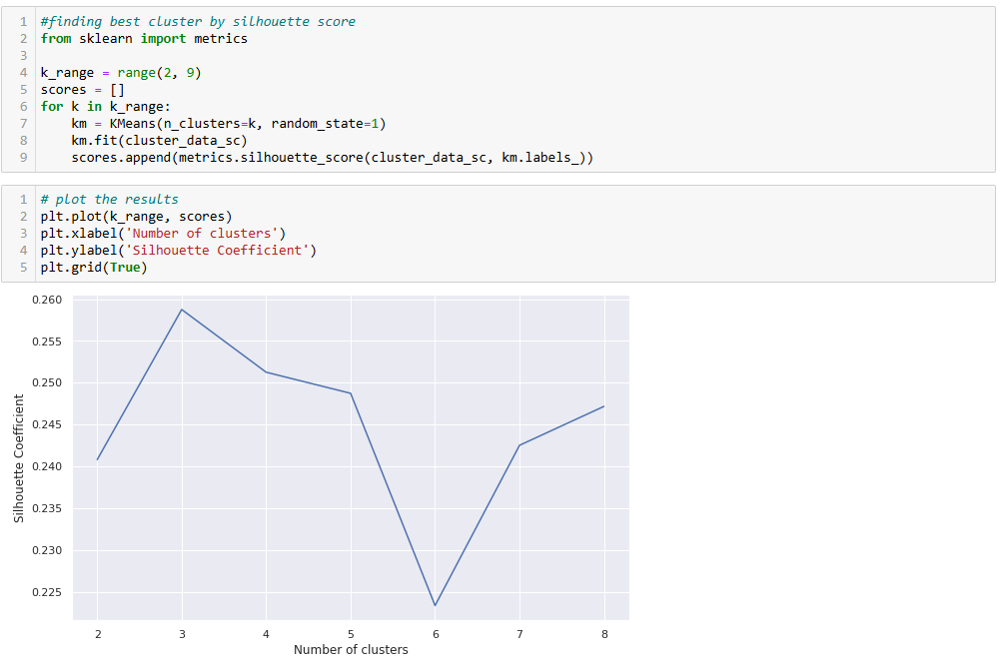 1 #finding best cluster by silhouette score
2 from sklearn import metrics
3
4 k_range = range(2, 9)
5 scores = []
6 for k in k_range:
7     km = KMeans(n_clusters=k, random_state=1)
8     km.fit(cluster_data_sc)
9     scores.append(metrics.silhouette_score(cluster_data_sc, km.labels_))
1 # plot the results
2 plt.plot(k_range, scores)
3 plt.xlabel('Number of clusters')
4 plt.ylabel('Silhouette Coefficient')
5 plt.grid(True)
Silhouette Coefficient
0.260
0.255
0.250
0.245
0.240
0.235
0.230
0.225
2 3 4 5 6 7 8
Number of clusters